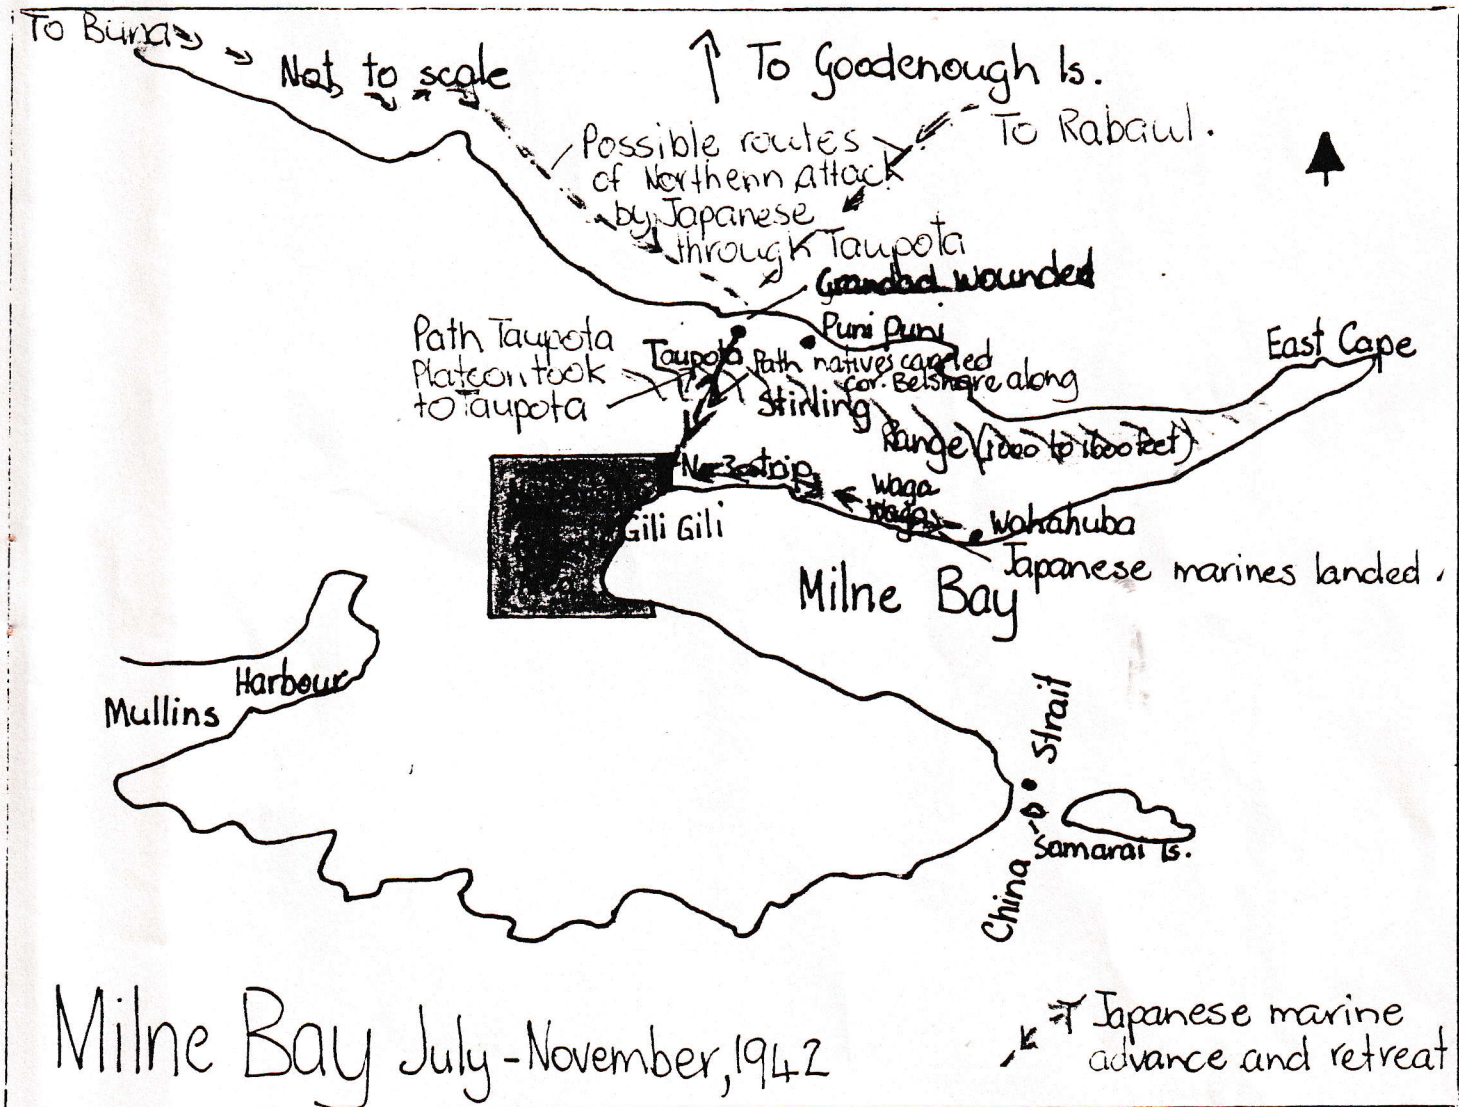 To Buna
Not to scale
To Goodenough Is.
To Rabaul.
Possible routes
of Northern attack
by Japanese
through Taupota
Grandad wounded
Path Taupota
Platoon took
to Taupota
Taupota
Puni Puni
Path natives carried
cor. Belshare along
Stirling
Range (1000 to 1600 feet)
East Cape
No 3 strip
Waga
Waga
Wahahuba
Gili Gili
Japanese marines landed.
Milne Bay
Harbour
Mullins
China Strait
Samarai Is.
Milne Bay July - November, 1942
Japanese marine
advance and retreat